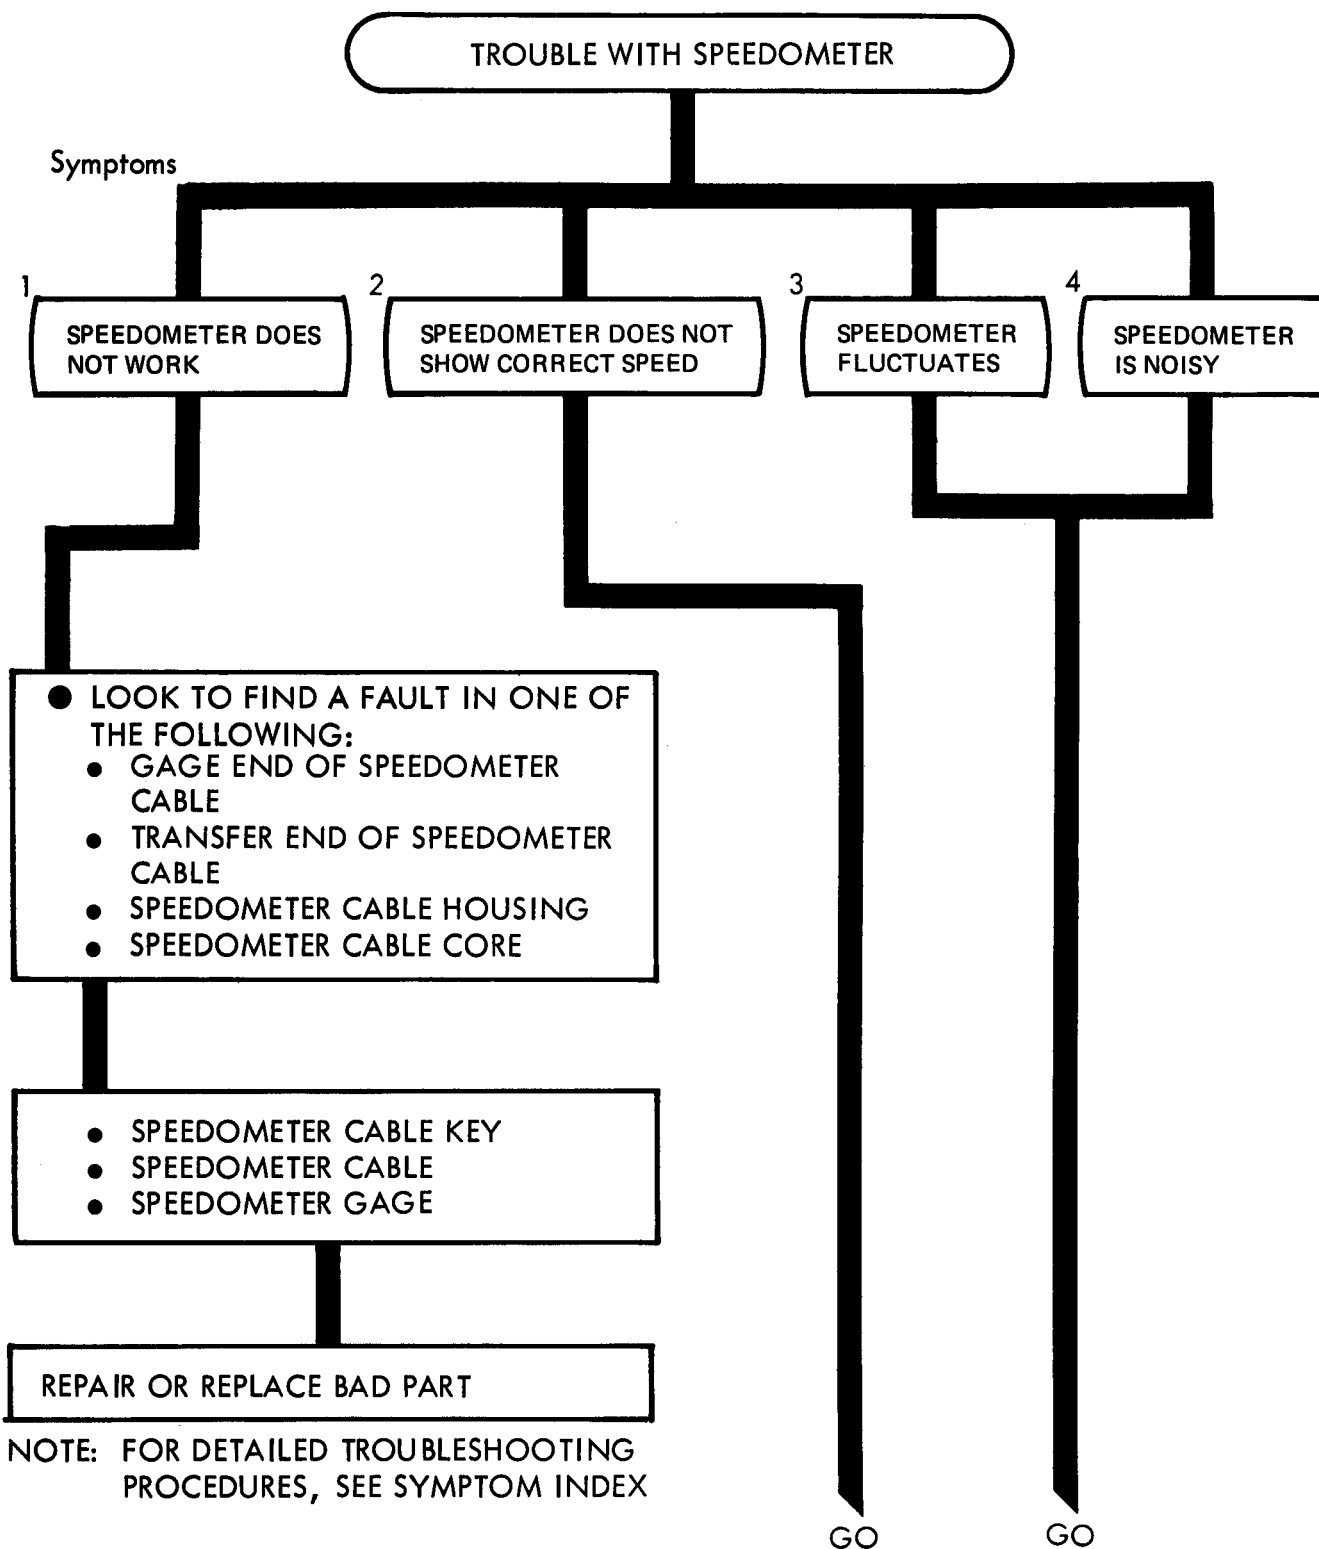 TROUBLE WITH SPEEDOMETER
Symptoms
1
SPEEDOMETER DOES
NOT WORK
2
SPEEDOMETER DOES NOT
SHOW CORRECT SPEED
3
SPEEDOMETER
FLUCTUATES
4
SPEEDOMETER
IS NOISY
● LOOK TO FIND A FAULT IN ONE OF
THE FOLLOWING:
● GAGE END OF SPEEDOMETER
CABLE
● TRANSFER END OF SPEEDOMETER
CABLE
● SPEEDOMETER CABLE HOUSING
● SPEEDOMETER CABLE CORE
● SPEEDOMETER CABLE KEY
● SPEEDOMETER CABLE
● SPEEDOMETER GAGE
REPAIR OR REPLACE BAD PART
NOTE: FOR DETAILED TROUBLESHOOTING
PROCEDURES, SEE SYMPTOM INDEX
GO
GO